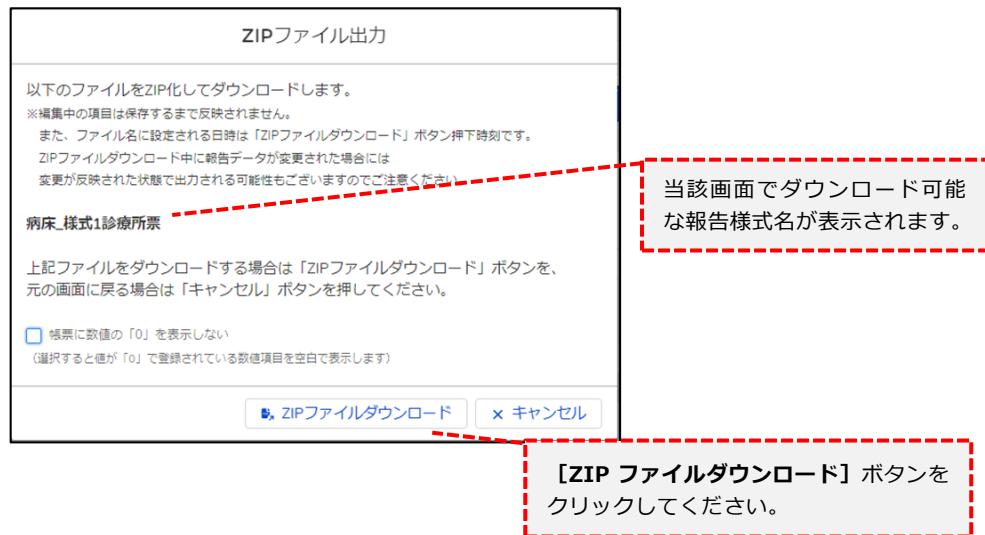 ZIPファイル出力
以下のファイルをZIP化してダウンロードします。
※編集中の項目は保存するまで反映されません。
また、ファイル名に設定される日時は「ZIPファイルダウンロード」ボタン押下時刻です。
ZIPファイルダウンロード中に報告データが変更された場合には
変更が反映された状態で出力される可能性もございますのでご注意ください
病床_様式1診療所票
上記ファイルをダウンロードする場合は「ZIPファイルダウンロード」ボタンを、
元の画面に戻る場合は「キャンセル」ボタンを押してください。
帳票に数値の「0」を表示しない
（選択すると値が「0」で登録されている数値項目を空白で表示します）
ZIPファイルダウンロード
× キャンセル
当該画面でダウンロード可能
な報告様式名が表示されます。
［ZIP ファイルダウンロード］ボタンを
クリックしてください。